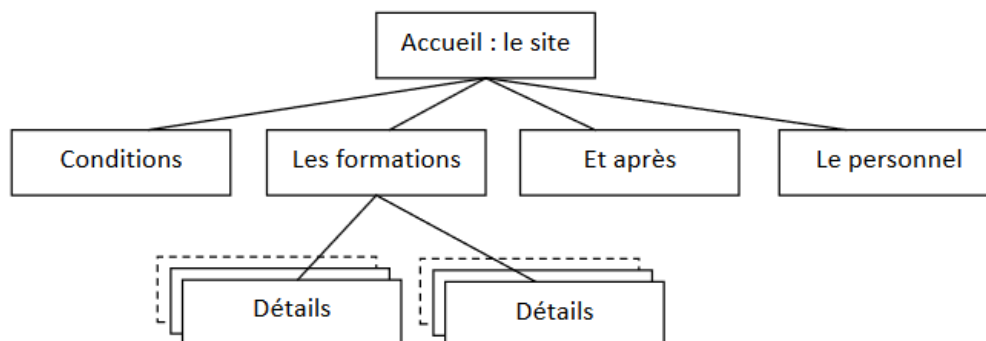 Accueil : le site
Conditions
Les formations
Et après
Le personnel
Détails
Détails